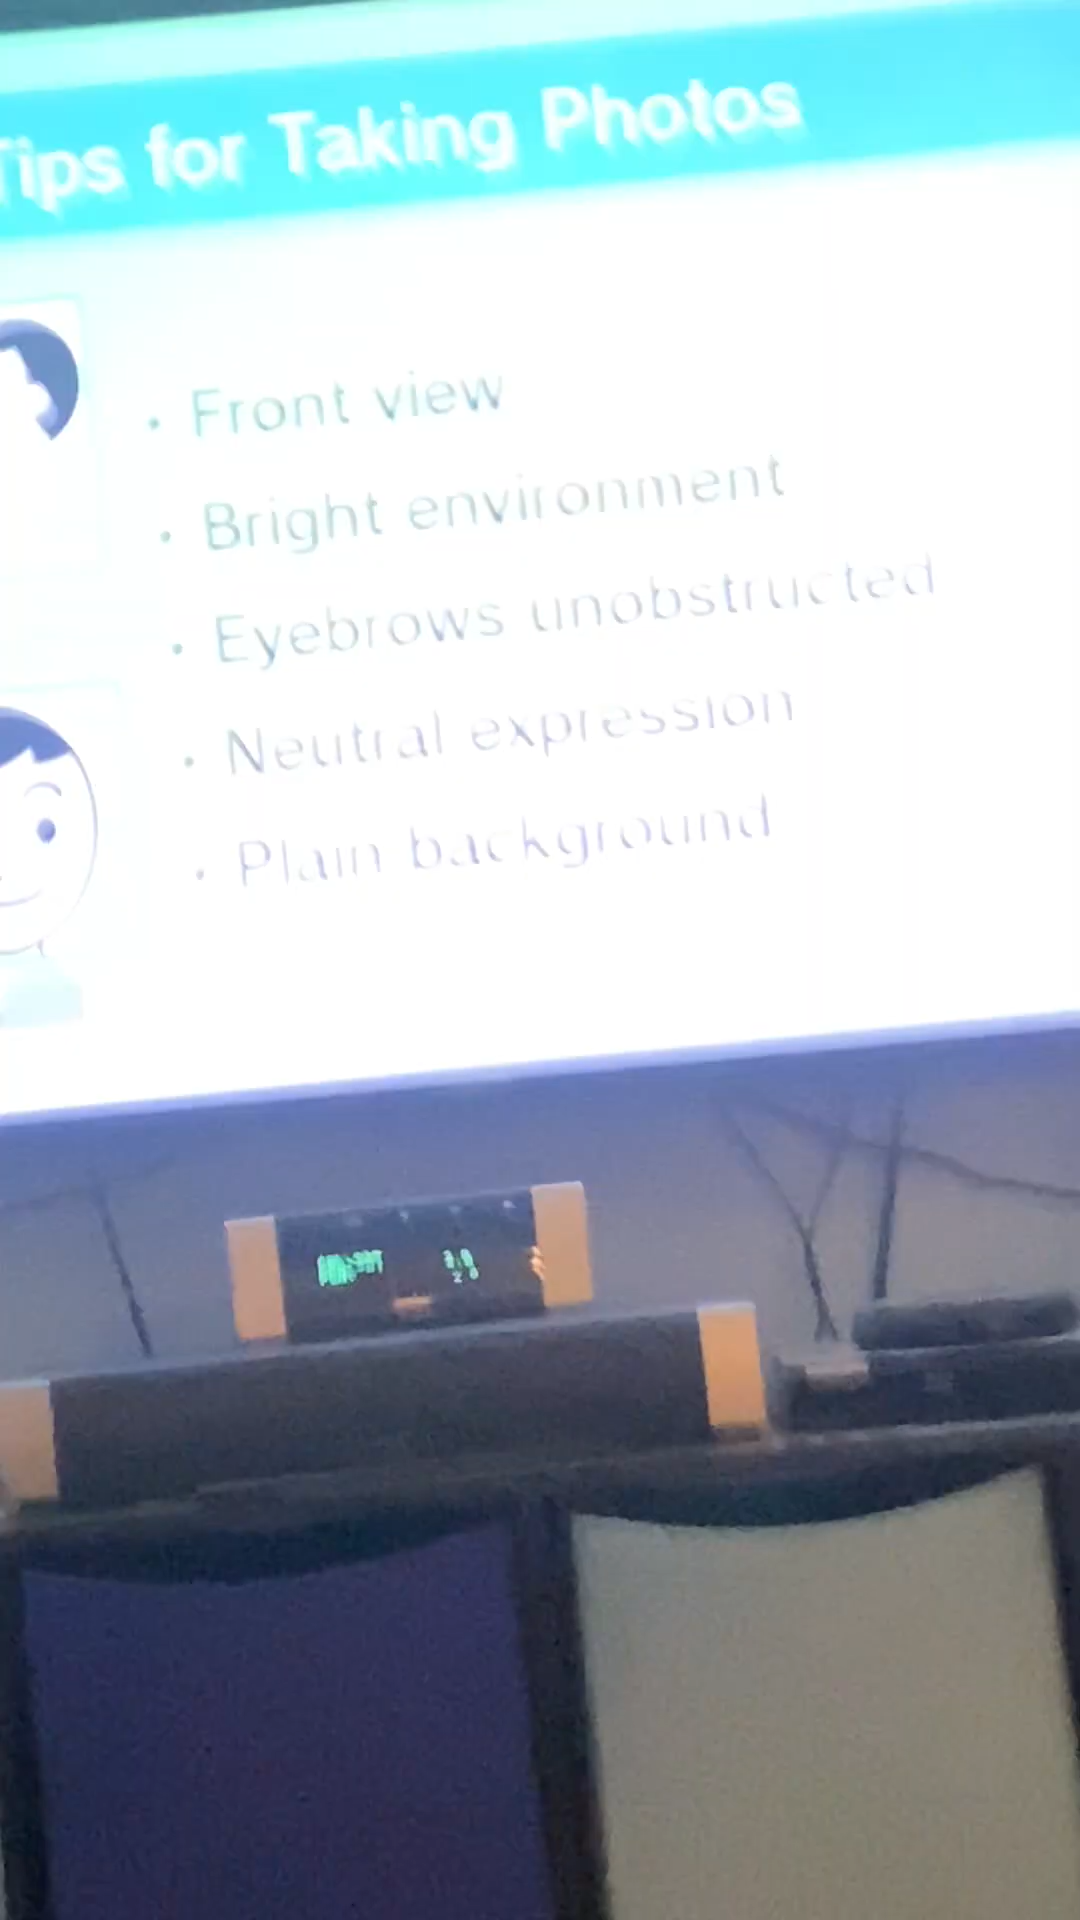 Tips for Taking Photos
• Front view
• Bright environment
• Eyebrows unobstructed
• Neutral expression
• Plain background